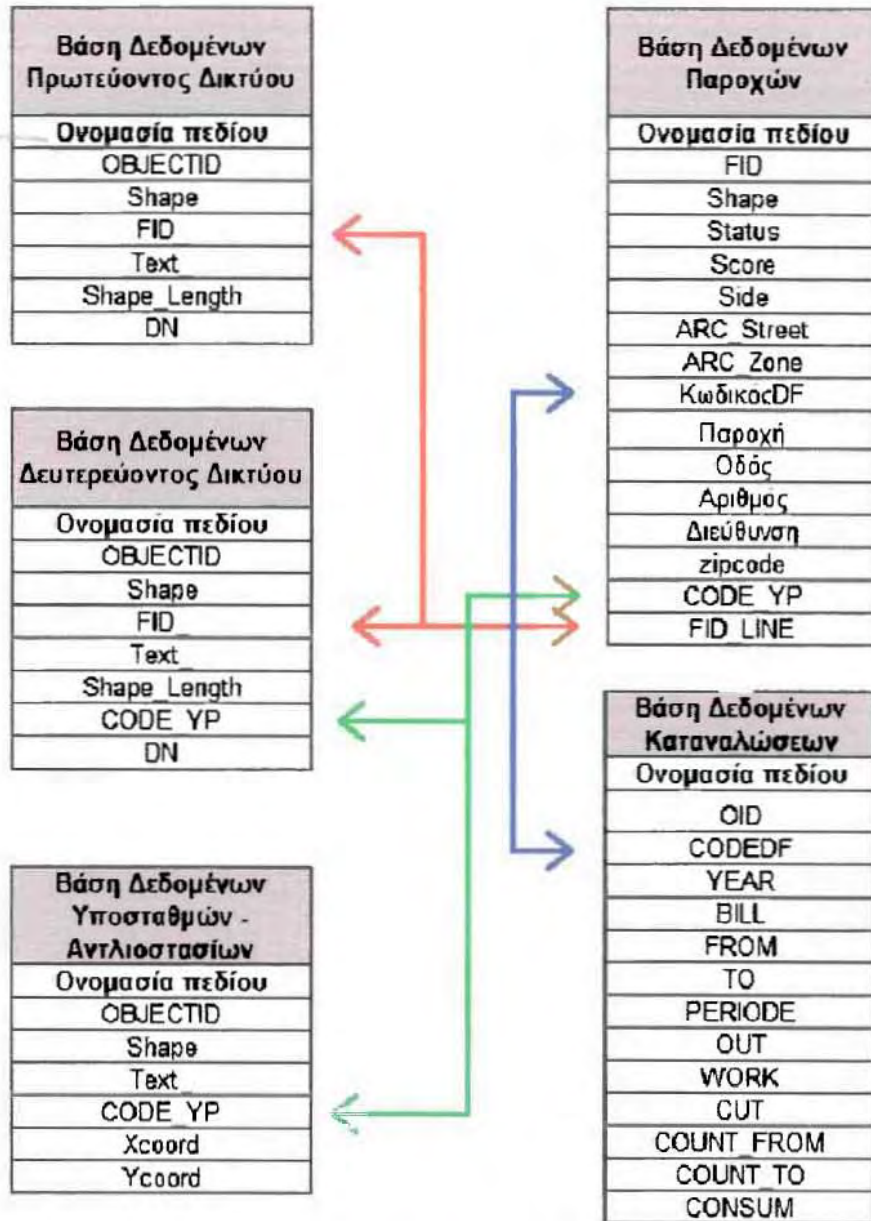 Βάση Δεδομένων
Πρωτεύοντος Δικτύου
Ονομασία πεδίου
OBJECTID
Shape
FID
Text_
Shape_Length
DN
Βάση Δεδομένων
Δευτερεύοντος Δικτύου
Ονομασία πεδίου
OBJECTID
Shape
FID_
Text_
Shape_Length
CODE_YP
DN
Βάση Δεδομένων
Υποσταθμών -
Αντλιοστασίων
Ονομασία πεδίου
OBJECTID
Shape
Text_
CODE_YP
Xcoord
Ycoord
Βάση Δεδομένων
Παροχών
Ονομασία πεδίου
FID
Shape
Status
Score
Side
ARC_Street
ARC_Zone
ΚωδικόςDF
Παροχή
Οδός
Αριθμός
Διεύθυνση
zipcode
CODE_YP
FID_LINE
Βάση Δεδομένων
Καταναλώσεων
Ονομασία πεδίου
OID
CODEDF
YEAR
BILL
FROM
TO
PERIODE
OUT
WORK
CUT
COUNT_FROM
COUNT_TO
CONSUM